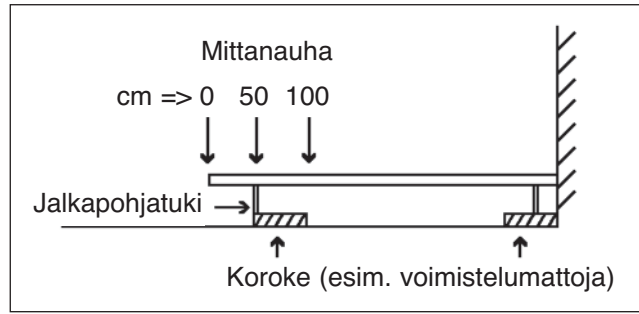 Mittanauha
cm => 0 50 100
Jalkapohjatuki
Koroke (esim. voimistelumattoja)